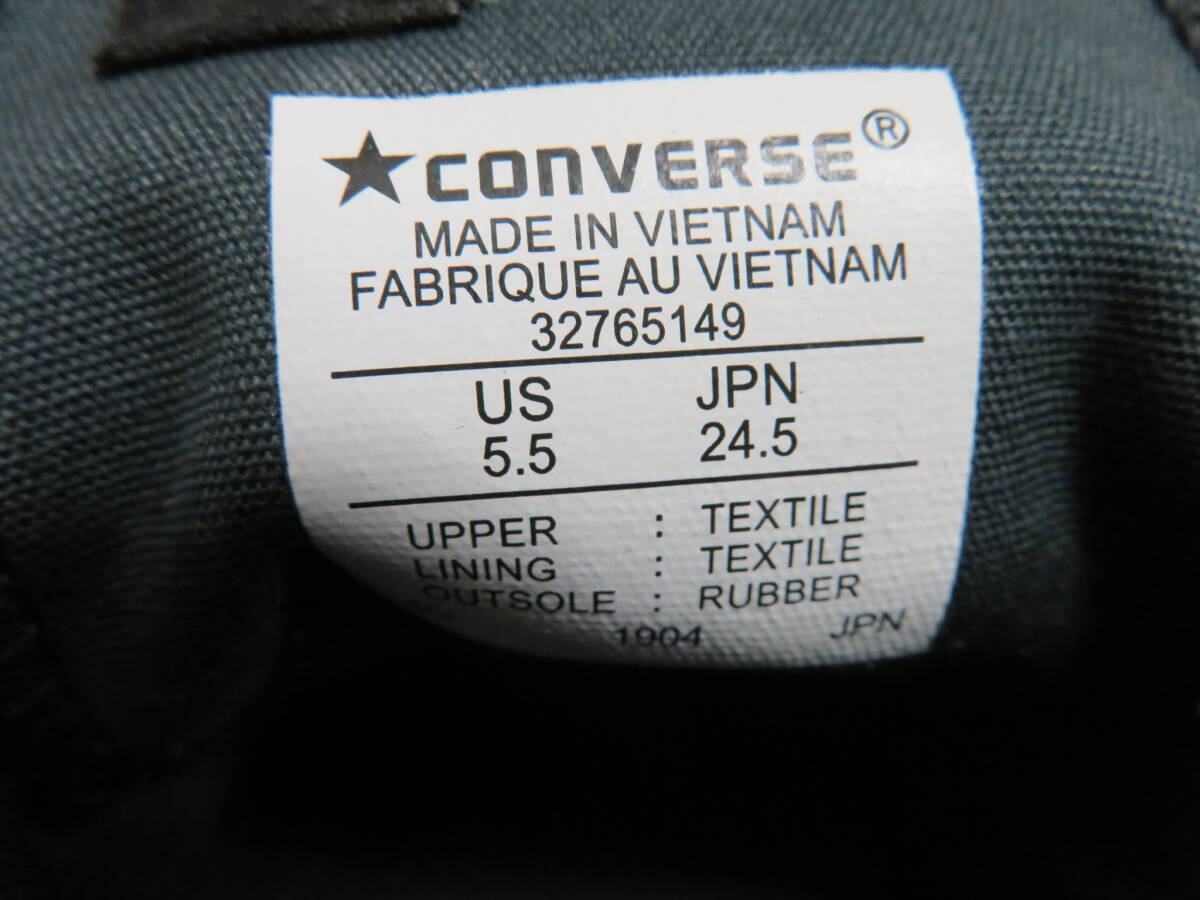 ★CONVERSE®
MADE IN VIETNAM
FABRIQUE AU VIETNAM
32765149
US JPN
5.5 24.5
UPPER : TEXTILE
LINING : TEXTILE
OUTSOLE : RUBBER
1904 JPN